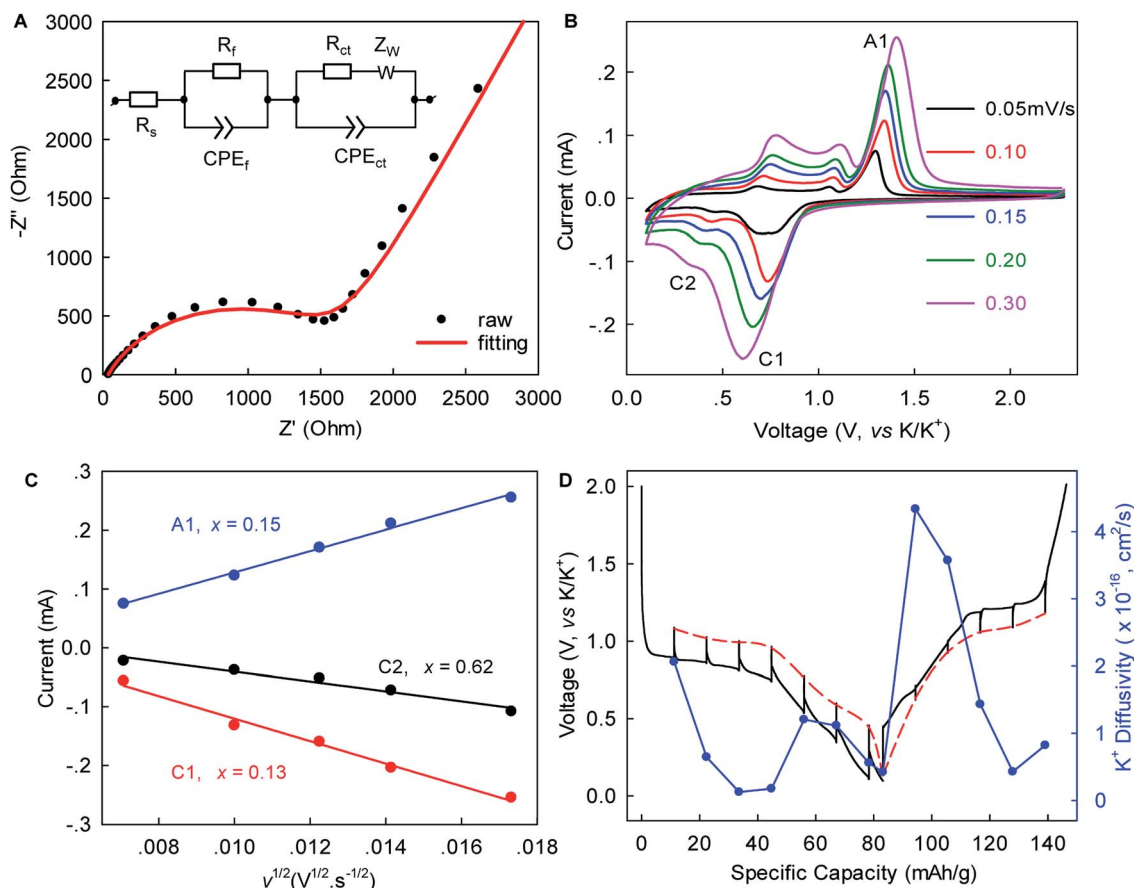 A
3000
2500
2000
1500
1000
500
0
-Z'' (Ohm)
R_s
R_f
CPE_f
R_ct
Z_W
W
CPE_ct
raw
fitting
0 500 1000 1500 2000 2500 3000
Z' (Ohm)
B
.2
.1
0.0
-.1
-.2
Current (mA)
A1
C2
C1
0.05mV/s
0.10
0.15
0.20
0.30
0.0 .5 1.0 1.5 2.0
Voltage (V, vs K/K⁺)
C
.3
.2
.1
0.0
-.1
-.2
-.3
Current (mA)
A1, x = 0.15
C2, x = 0.62
C1, x = 0.13
.008 .010 .012 .014 .016 .018
v^1/2(V^1/2.s^-1/2)
D
2.0
1.5
1.0
0.5
0.0
Voltage (V, vs K/K⁺)
4
3
2
1
0
K⁺ Diffusivity ( x 10⁻¹⁶, cm²/s)
0 20 40 60 80 100 120 140
Specific Capacity (mAh/g)